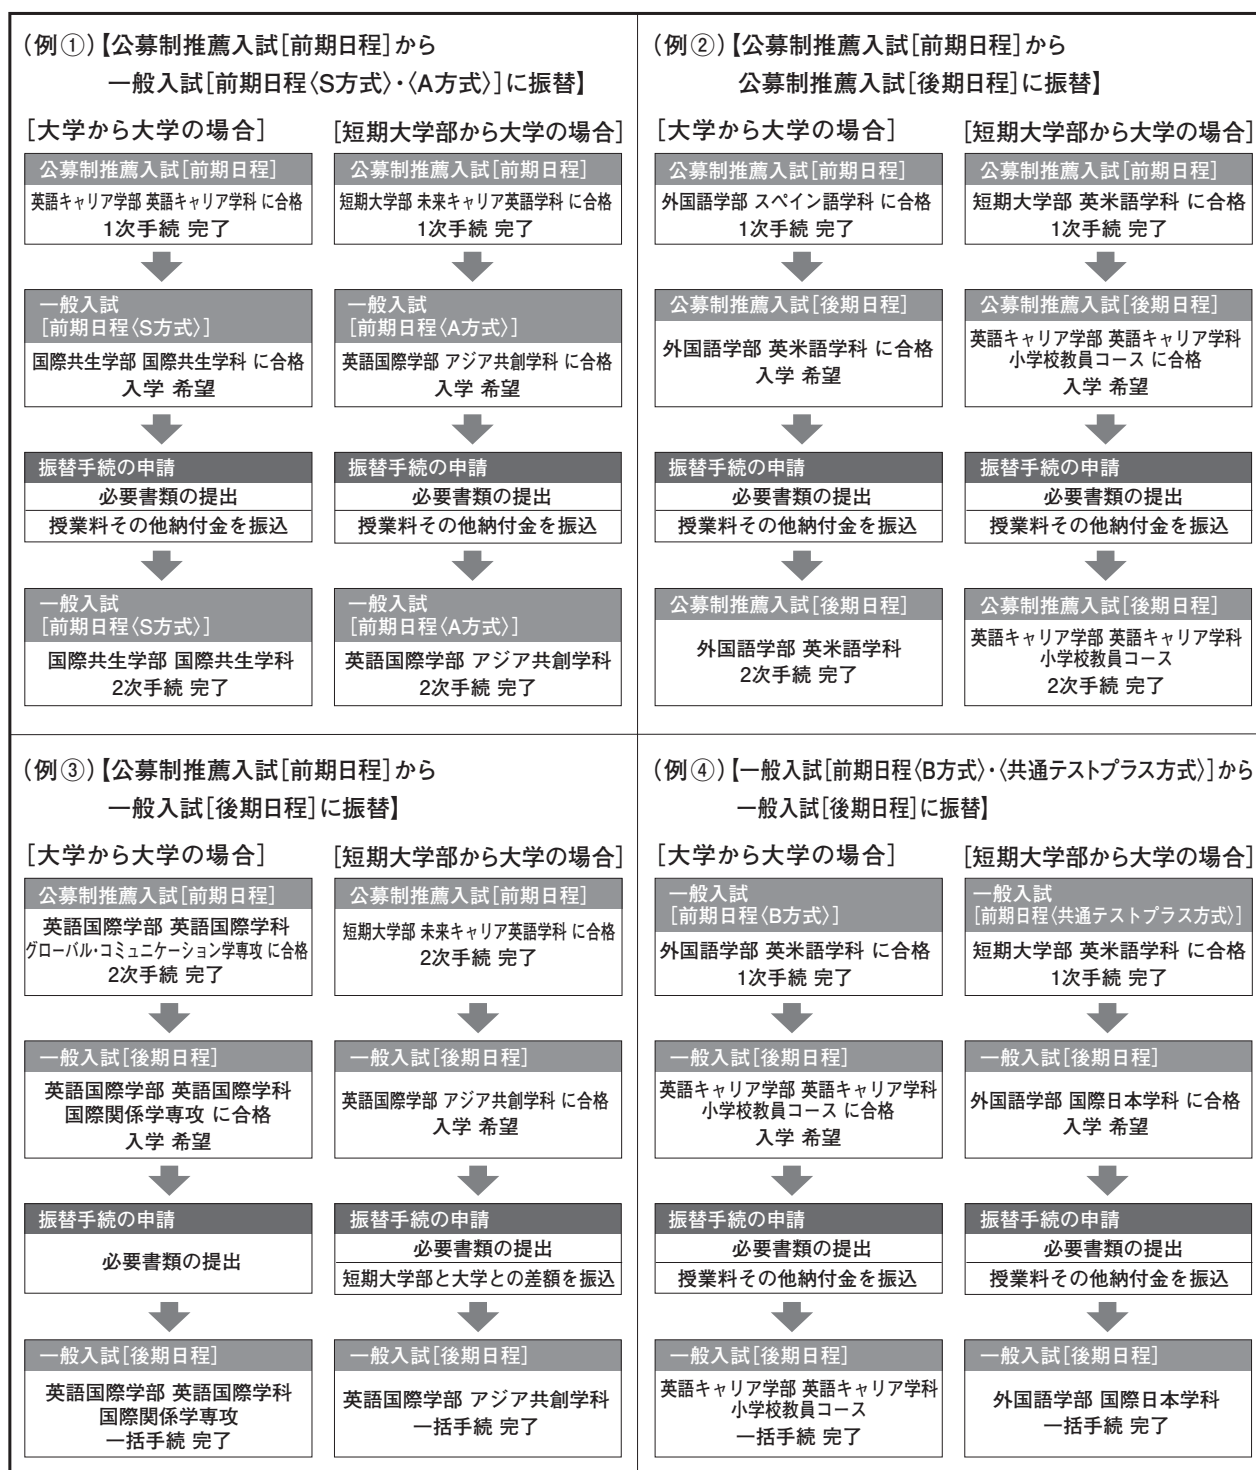 (例①)【公募制推薦入試[前期日程]から
一般入試[前期日程〈S方式〉・〈A方式〉]に振替】
[大学から大学の場合]
公募制推薦入試[前期日程]
英語キャリア学部 英語キャリア学科 に合格
1次手続 完了
一般入試
[前期日程〈S方式〉]
国際共生学部 国際共生学科 に合格
入学 希望
振替手続の申請
必要書類の提出
授業料その他納付金を振込
一般入試
[前期日程〈S方式〉]
国際共生学部 国際共生学科
2次手続 完了
[短期大学部から大学の場合]
公募制推薦入試[前期日程]
短期大学部 未来キャリア英語学科 に合格
1次手続 完了
一般入試
[前期日程〈A方式〉]
英語国際学部 アジア共創学科 に合格
入学 希望
振替手続の申請
必要書類の提出
授業料その他納付金を振込
一般入試
[前期日程〈A方式〉]
英語国際学部 アジア共創学科
2次手続 完了
(例②)【公募制推薦入試[前期日程]から
公募制推薦入試[後期日程]に振替】
[大学から大学の場合]
公募制推薦入試[前期日程]
外国語学部 スペイン語学科 に合格
1次手続 完了
公募制推薦入試[後期日程]
外国語学部 英米語学科 に合格
入学 希望
振替手続の申請
必要書類の提出
授業料その他納付金を振込
公募制推薦入試[後期日程]
外国語学部 英米語学科
2次手続 完了
[短期大学部から大学の場合]
公募制推薦入試[前期日程]
短期大学部 英米語学科 に合格
1次手続 完了
公募制推薦入試[後期日程]
英語キャリア学部 英語キャリア学科
小学校教員コース に合格
入学 希望
振替手続の申請
必要書類の提出
授業料その他納付金を振込
公募制推薦入試[後期日程]
英語キャリア学部 英語キャリア学科
小学校教員コース
2次手続 完了
(例③)【公募制推薦入試[前期日程]から
一般入試[後期日程]に振替】
[大学から大学の場合]
公募制推薦入試[前期日程]
英語国際学部 英語国際学科
グローバル・コミュニケーション学専攻 に合格
2次手続 完了
一般入試[後期日程]
英語国際学部 英語国際学科
国際関係学専攻 に合格
入学 希望
振替手続の申請
必要書類の提出
一般入試[後期日程]
英語国際学部 英語国際学科
国際関係学専攻
一括手続 完了
[短期大学部から大学の場合]
公募制推薦入試[前期日程]
短期大学部 未来キャリア英語学科 に合格
2次手続 完了
一般入試[後期日程]
英語国際学部 アジア共創学科 に合格
入学 希望
振替手続の申請
必要書類の提出
短期大学部と大学との差額を振込
一般入試[後期日程]
英語国際学部 アジア共創学科
一括手続 完了
(例④)【一般入試[前期日程〈B方式〉・〈共通テストプラス方式〉]から
一般入試[後期日程]に振替】
[大学から大学の場合]
一般入試
[前期日程〈B方式〉]
外国語学部 英米語学科 に合格
1次手続 完了
一般入試[後期日程]
英語キャリア学部 英語キャリア学科
小学校教員コース に合格
入学 希望
振替手続の申請
必要書類の提出
授業料その他納付金を振込
一般入試[後期日程]
英語キャリア学部 英語キャリア学科
小学校教員コース
一括手続 完了
[短期大学部から大学の場合]
一般入試
[前期日程〈共通テストプラス方式〉]
短期大学部 英米語学科 に合格
1次手続 完了
一般入試[後期日程]
外国語学部 国際日本学科 に合格
入学 希望
振替手続の申請
必要書類の提出
授業料その他納付金を振込
一般入試[後期日程]
外国語学部 国際日本学科
一括手続 完了